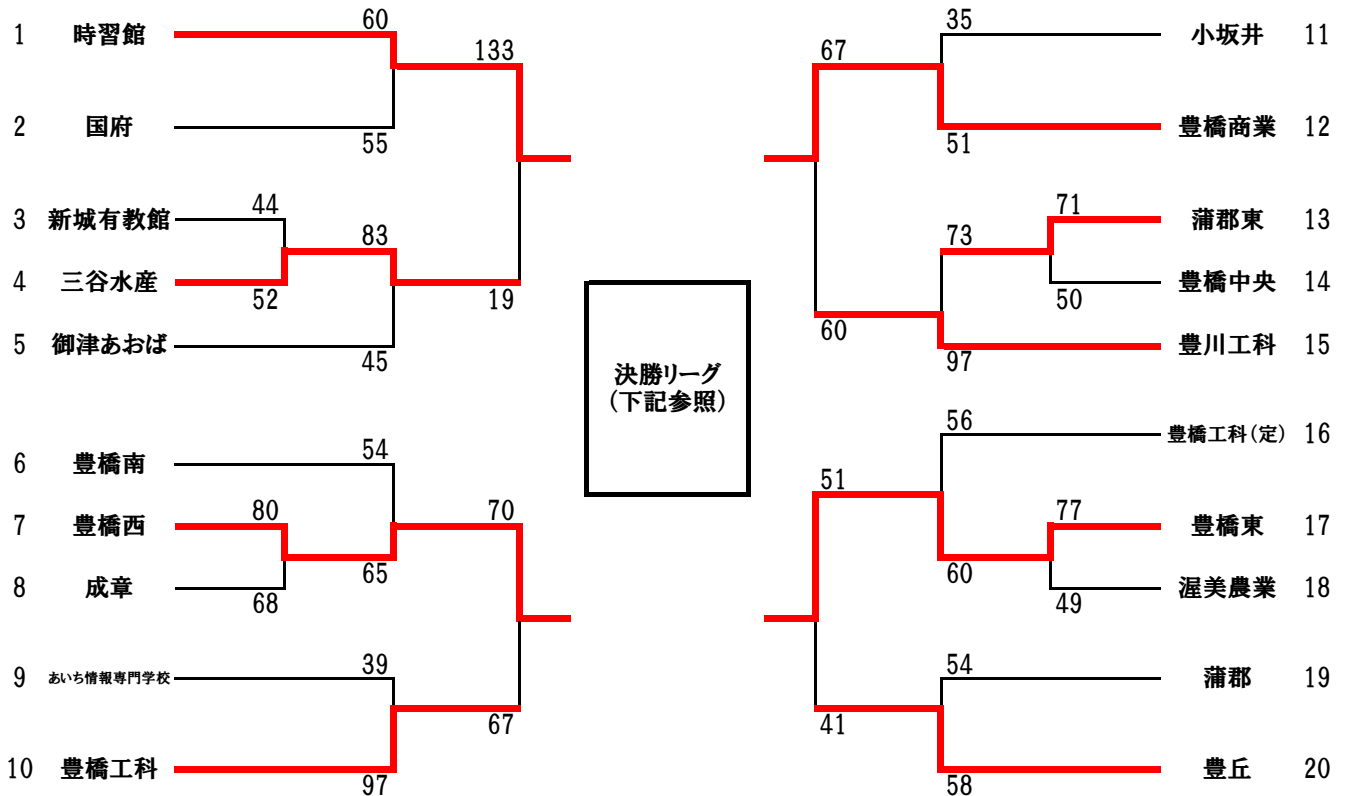 60
35
1 時習館
133
67
小坂井 11
2 国府
豊橋商業 12
55
51
44
71
3 新城有教館
83
73
蒲郡東 13
4 三谷水産
豊橋中央 14
52
19
50
5 御津あおば
60
豊川工科 15
45
97
決勝リーグ
(下記参照)
56
豊橋工科(定) 16
6 豊橋南
54
51
80
70
77
7 豊橋西
豊橋東 17
65
60
8 成章
渥美農業 18
68
49
39
54
9 あいち情報専門学校
蒲郡 19
67
41
10 豊橋工科
豊丘 20
97
58